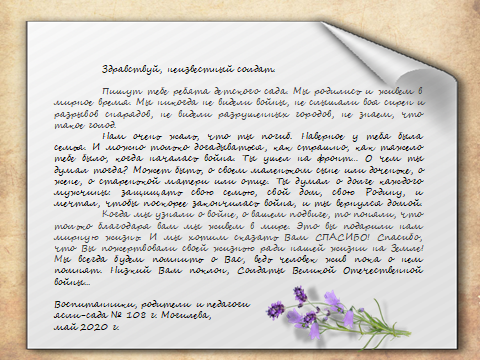 Здравствуй, неизвестный солдат.
Пишут тебе ребята детского сада. Мы родились и живем в
мирное время. Мы никогда не видели войны, не слышали воя сирен и
разрывов снарядов, не видели разрушенных городов, не знаем, что
такое голод.
Нам очень жаль, что ты погиб. Наверное у тебя была
семья. И можно только догадываться, как страшно, как тяжело
тебе было, когда началась война. Ты ушел на фронт... О чем ты
думал тогда? Может быть, о своем маленьком сыне или доченьке, о
жене, о старенькой матери или отце. Ты думал о долге каждого
мужчины: защищать свою семью, свой дом, свою Родину, и
мечтал, чтобы поскорее закончилась война, и ты вернулся домой.
Когда мы узнали о войне, о вашем подвиге, то поняли, что
только благодаря вам мы живем в мире. Это вы подарили нам
мирную жизнь. И мы хотим сказать Вам СПАСИБО! Спасибо,
что Вы пожертвовали своей жизнью ради нашей жизни на Земле!
Мы всегда будем помнить о Вас, ведь человек жив пока о нем
помнят. Низкий Вам поклон, Солдаты Великой Отечественной
войны...
Воспитанники, родители и педагоги
ясли-сада № 108 г. Могилева,
май 2020 г.